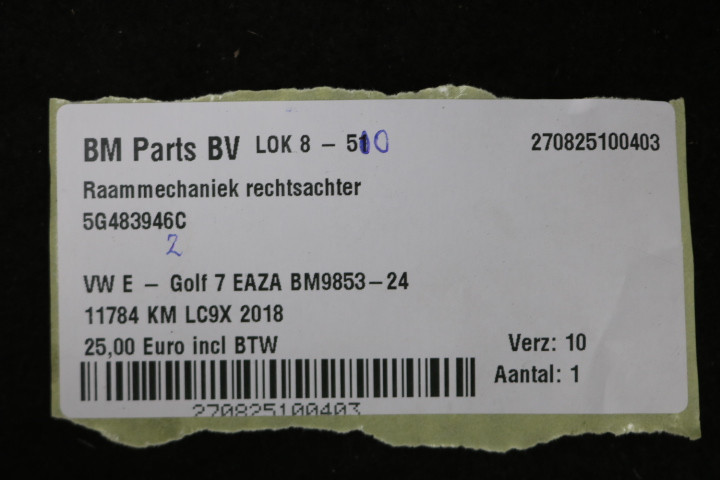 BM Parts BV LOK 8 - 510 270825100403
Raammechaniek rechtsachter
5G483946C
2
VW E - Golf 7 EAZA BM9853-24
11784 KM LC9X 2018
25,00 Euro incl BTW Verz: 10
Aantal: 1
270825100403